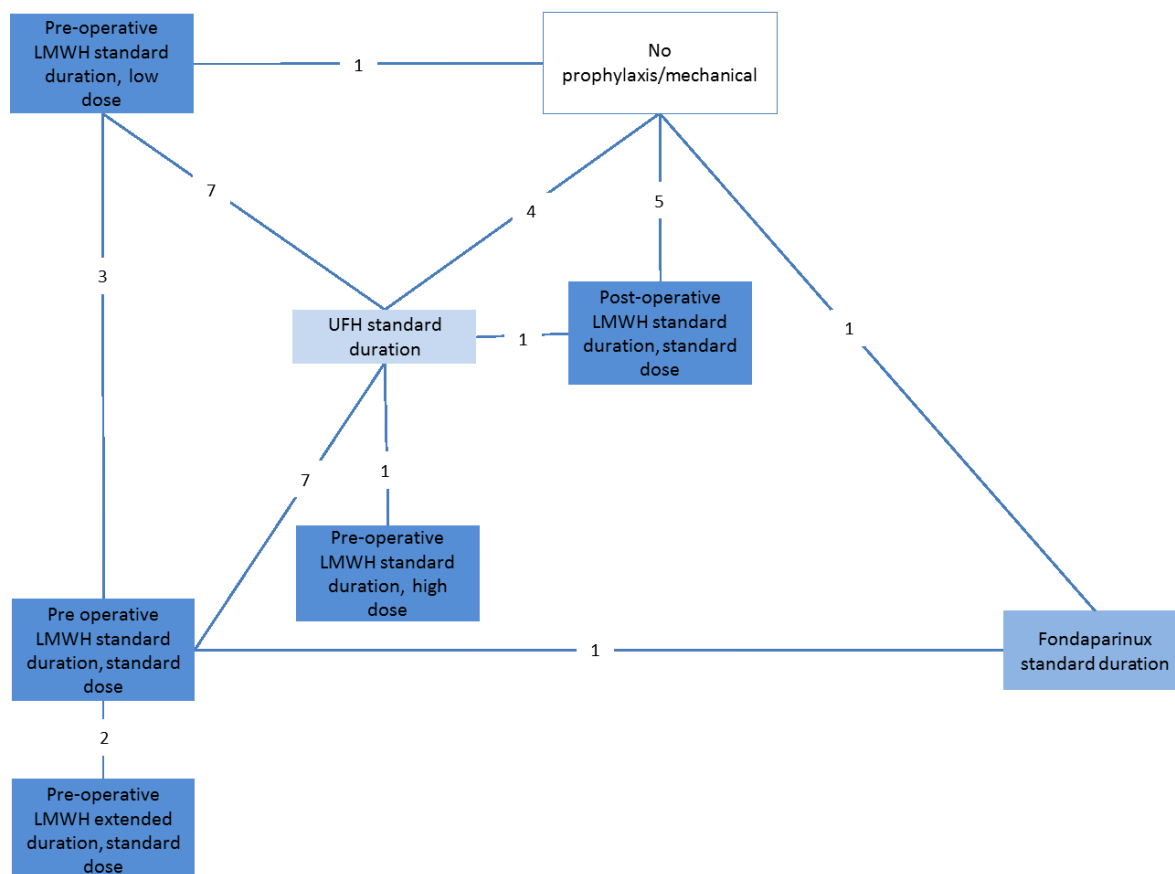 Pre-operative
LMWH standard
duration, low
dose
1
No
prophylaxis/mechanical
7
4
5
3
UFH standard
duration
1
Post-operative
LMWH standard
duration, standard
dose
1
7
1
Pre-operative
LMWH standard
duration, high
dose
Pre operative
LMWH standard
duration, standard
dose
1
Fondaparinux
standard duration
2
Pre-operative
LMWH extended
duration, standard
dose